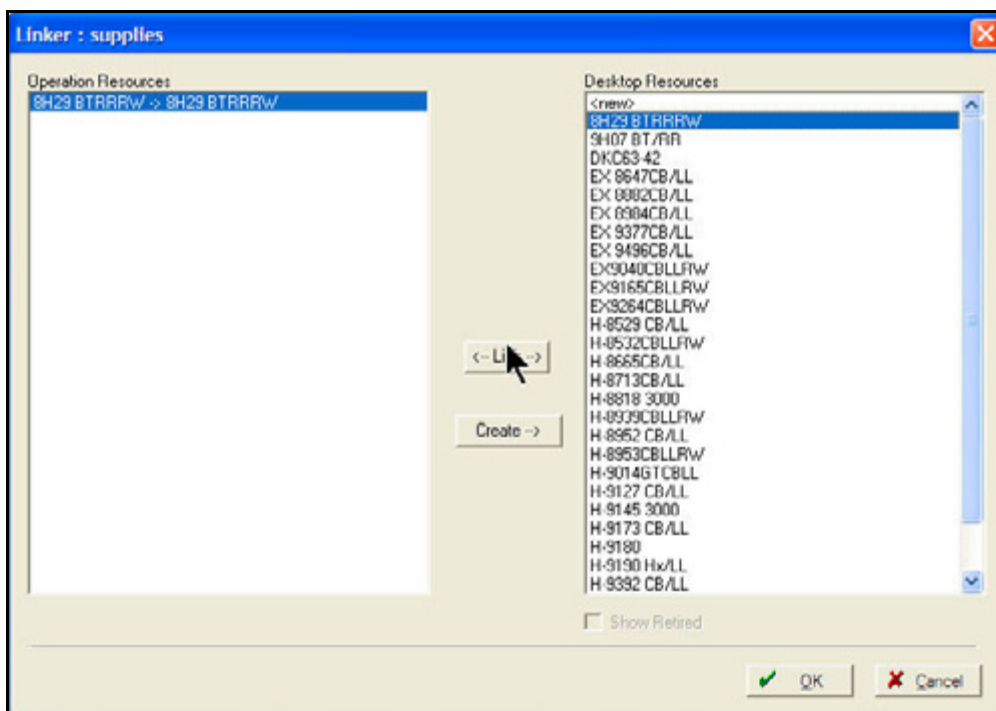 Linker : supplies
Operation Resources
8H29 BTRRRW -> 8H29 BTRRRW
<-- Link -->
Create -->
Desktop Resources
<new>
8H29 BTRRRW
9H07 BT/RR
DKC63-42
EX 8647CB/LL
EX 8882CB/LL
EX 8984CB/LL
EX 9377CB/LL
EX 9496CB/LL
EX9040CBLLRW
EX9165CBLLRW
EX9264CBLLRW
H-8529 CB/LL
H-8532CBLLRW
H-8665CB/LL
H-8713CB/LL
H-8818 3000
H-8939CBLLRW
H-8952 CB/LL
H-8953CBLLRW
H-9014GTCBLL
H-9127 CB/LL
H-9145 3000
H-9173 CB/LL
H-9180
H-9190 Hx/LL
H-9392 CB/LL
Show Retired
OK
Cancel